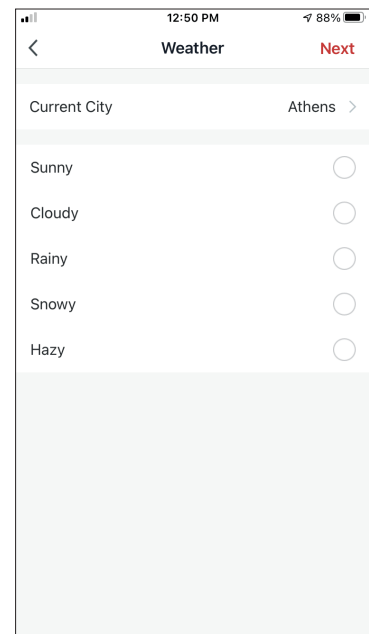 12:50 PM 88%
Weather Next
Current City Athens
Sunny
Cloudy
Rainy
Snowy
Hazy